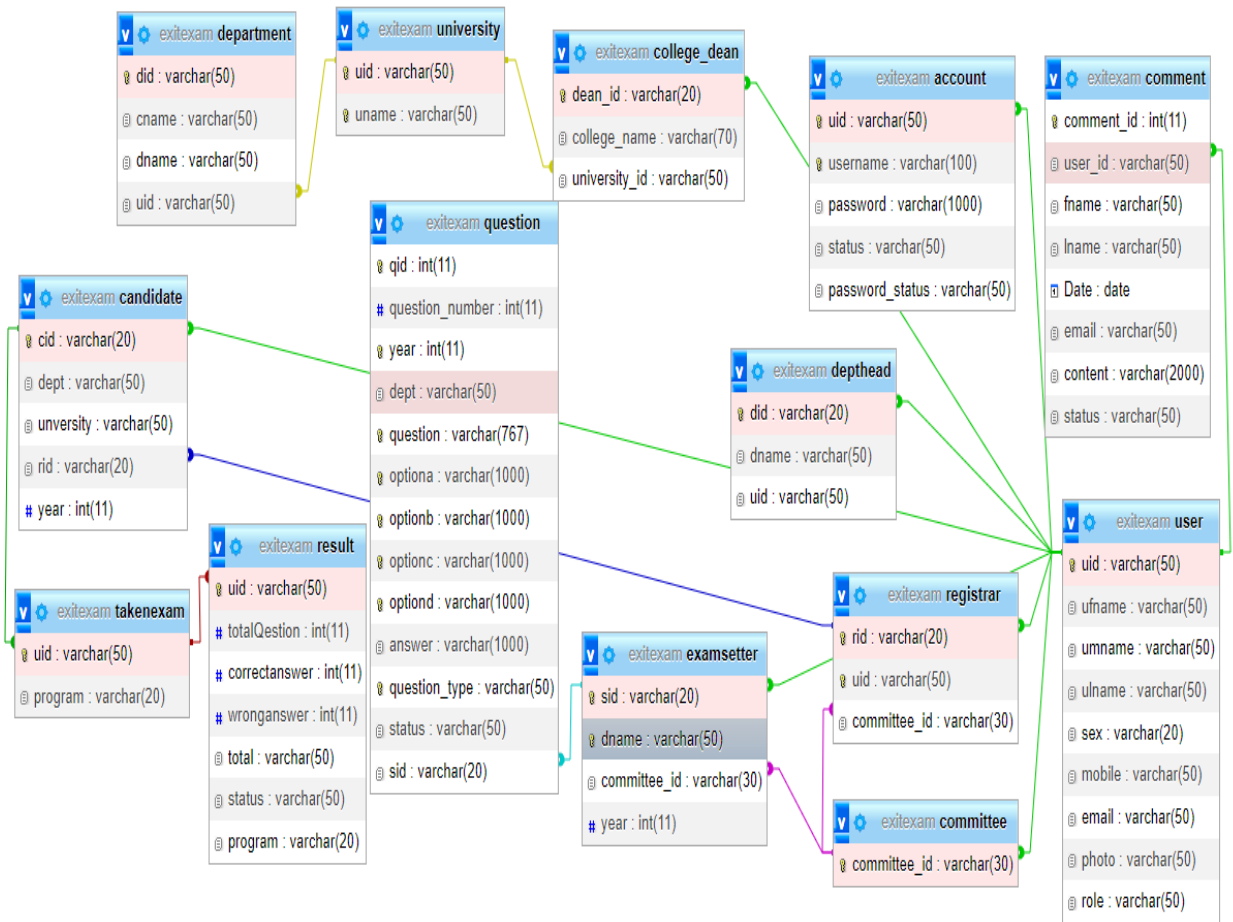 exitexam department
did : varchar(50)
cname : varchar(50)
dname : varchar(50)
uid : varchar(50)
exitexam university
uid : varchar(50)
uname : varchar(50)
exitexam college_dean
dean_id : varchar(20)
college_name : varchar(70)
university_id : varchar(50)
exitexam account
uid : varchar(50)
username : varchar(100)
password : varchar(1000)
status : varchar(50)
password_status : varchar(50)
exitexam comment
comment_id : int(11)
user_id : varchar(50)
fname : varchar(50)
lname : varchar(50)
Date : date
email : varchar(50)
content : varchar(2000)
status : varchar(50)
exitexam question
qid : int(11)
question_number : int(11)
year : int(11)
dept : varchar(50)
question : varchar(767)
optiona : varchar(1000)
optionb : varchar(1000)
optionc : varchar(1000)
optiond : varchar(1000)
answer : varchar(1000)
question_type : varchar(50)
status : varchar(50)
sid : varchar(20)
exitexam candidate
cid : varchar(20)
dept : varchar(50)
unversity : varchar(50)
rid : varchar(20)
year : int(11)
exitexam depthead
did : varchar(20)
dname : varchar(50)
uid : varchar(50)
exitexam user
uid : varchar(50)
ufname : varchar(50)
umname : varchar(50)
ulname : varchar(50)
sex : varchar(20)
mobile : varchar(50)
email : varchar(50)
photo : varchar(50)
role : varchar(50)
exitexam result
uid : varchar(50)
totalQestion : int(11)
correctanswer : int(11)
wronganswer : int(11)
total : varchar(50)
status : varchar(50)
program : varchar(20)
exitexam takenexam
uid : varchar(50)
program : varchar(20)
exitexam registrar
rid : varchar(20)
uid : varchar(50)
committee_id : varchar(30)
exitexam examsetter
sid : varchar(20)
dname : varchar(50)
committee_id : varchar(30)
year : int(11)
exitexam committee
committee_id : varchar(30)